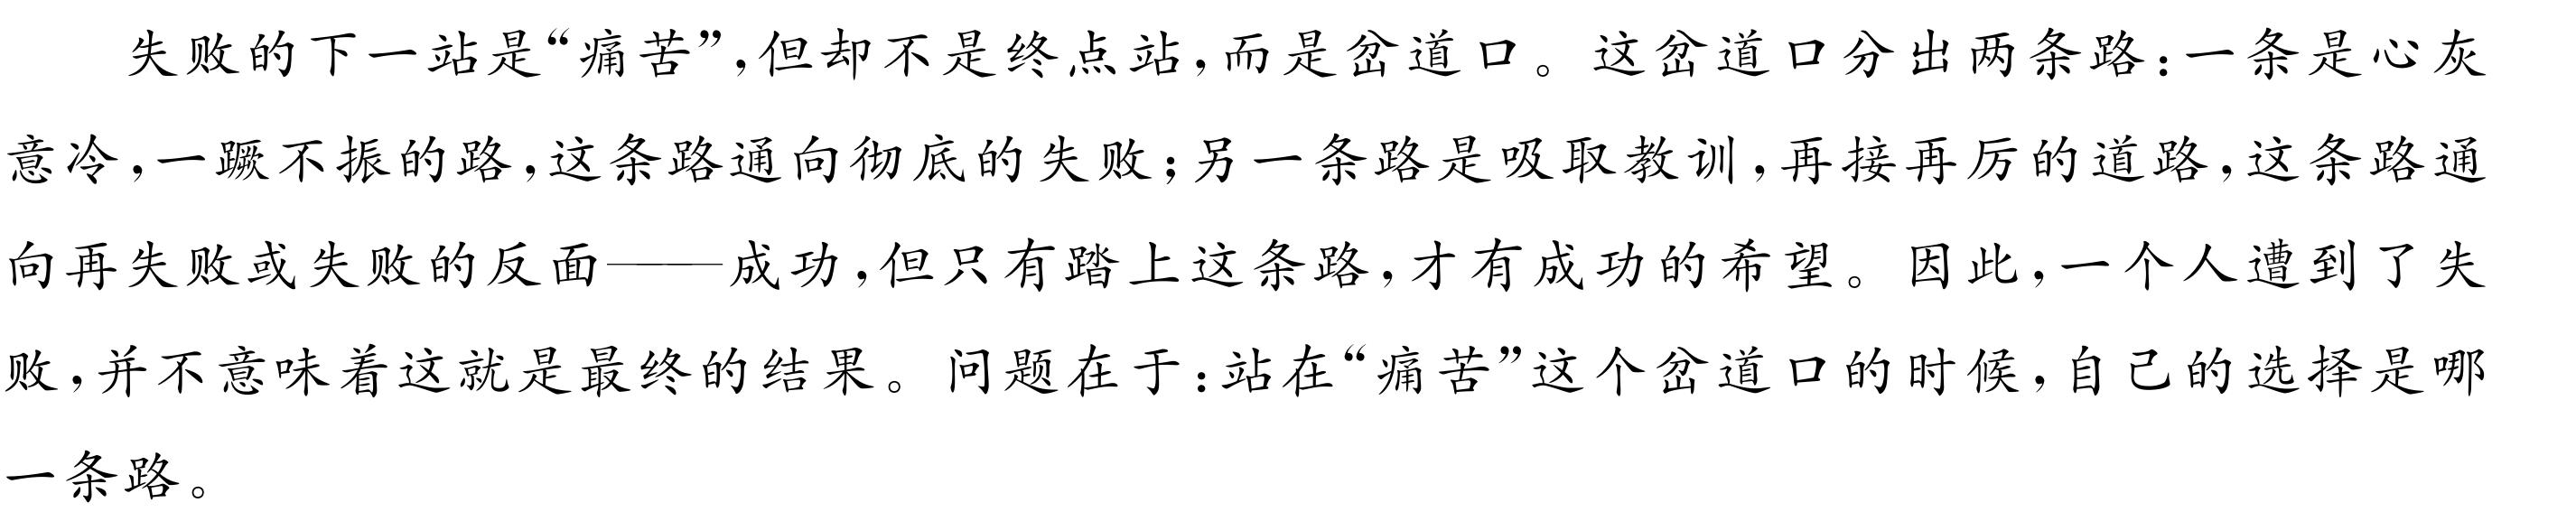 失败的下一站是“痛苦”,但却不是终点站,而是岔道口。这岔道口分出两条路:一条是心灰
意冷,一蹶不振的路,这条路通向彻底的失败;另一条路是吸取教训,再接再厉的道路,这条路通
向再失败或失败的反面——成功,但只有踏上这条路,才有成功的希望。因此,一个人遭到了失
败,并不意味着这就是最终的结果。问题在于:站在“痛苦”这个岔道口的时候,自己的选择是哪
一条路。